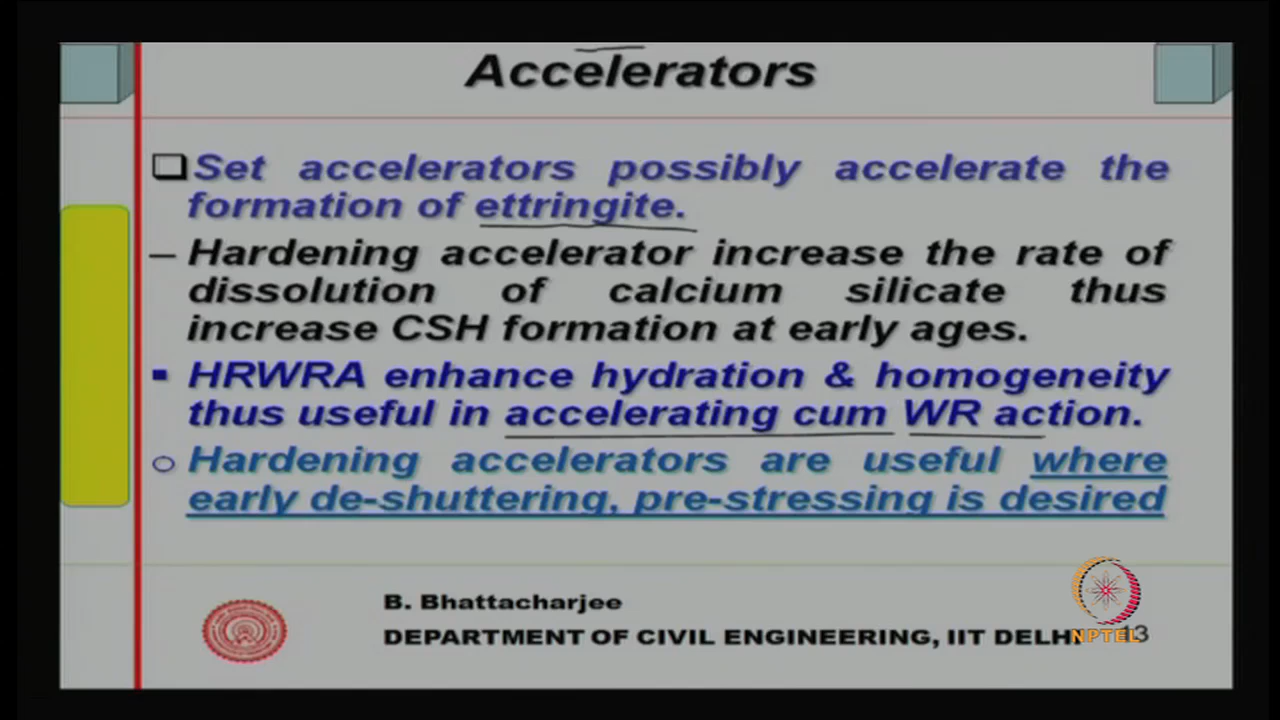 Accelerators
Set accelerators possibly accelerate the
formation of ettringite.
– Hardening accelerator increase the rate of
dissolution of calcium silicate thus
increase CSH formation at early ages.
▪ HRWRA enhance hydration & homogeneity
thus useful in accelerating cum WR action.
○ Hardening accelerators are useful where
early de-shuttering, pre-stressing is desired
B. Bhattacharjee
DEPARTMENT OF CIVIL ENGINEERING, IIT DELHI
NPTEL